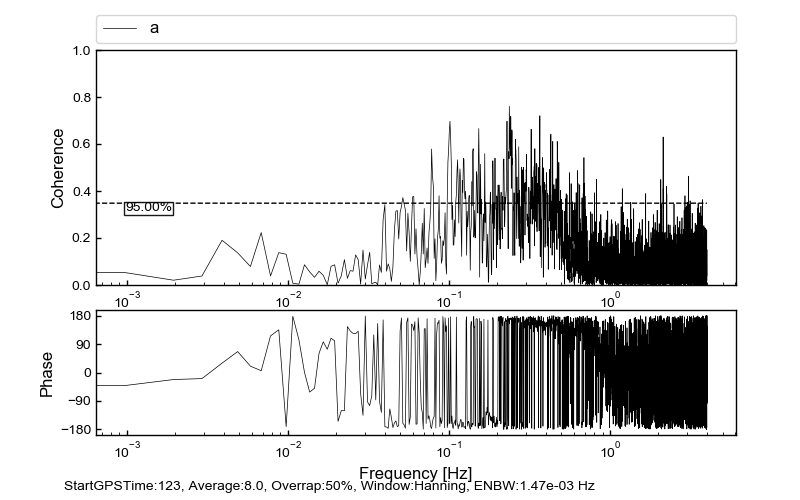 a
1.0
0.8
0.6
0.4
0.2
0.0
Coherence
95.00%
10⁻³ 10⁻² 10⁻¹ 10⁰
180
90
0
−90
−180
Phase
10⁻³ 10⁻² 10⁻¹ 10⁰
Frequency [Hz]
StartGPSTime:123, Average:8.0, Overrap:50%, Window:Hanning, ENBW:1.47e-03 Hz